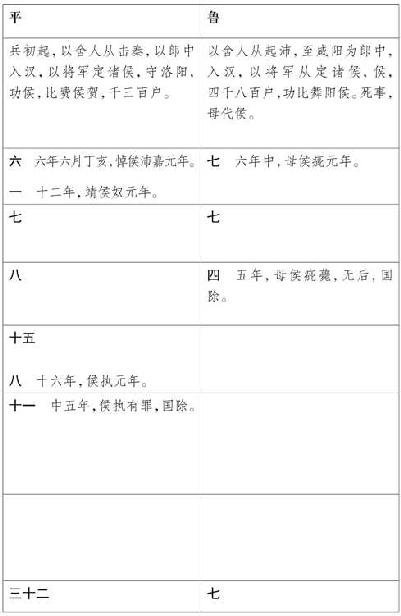 平
鲁
兵初起，以舍人从击秦，以郎中
入汉，以将军定诸侯，守洛阳，
功侯，比费侯贺，千三百户。
以舍人从起沛，至咸阳为郎中，
入汉，以将军从定诸侯，侯，
四千八百户，功比舞阳侯。死事，
母代侯。
六 六年六月丁亥，悼侯沛嘉元年。
一 十二年，靖侯奴元年。
七 六年中，母侯疵元年。
七
七
八
四 五年，母侯疵薨，无后，国
除。
十五
八 十六年，侯执元年。
十一 中五年，侯执有罪，国除。
三十二
七